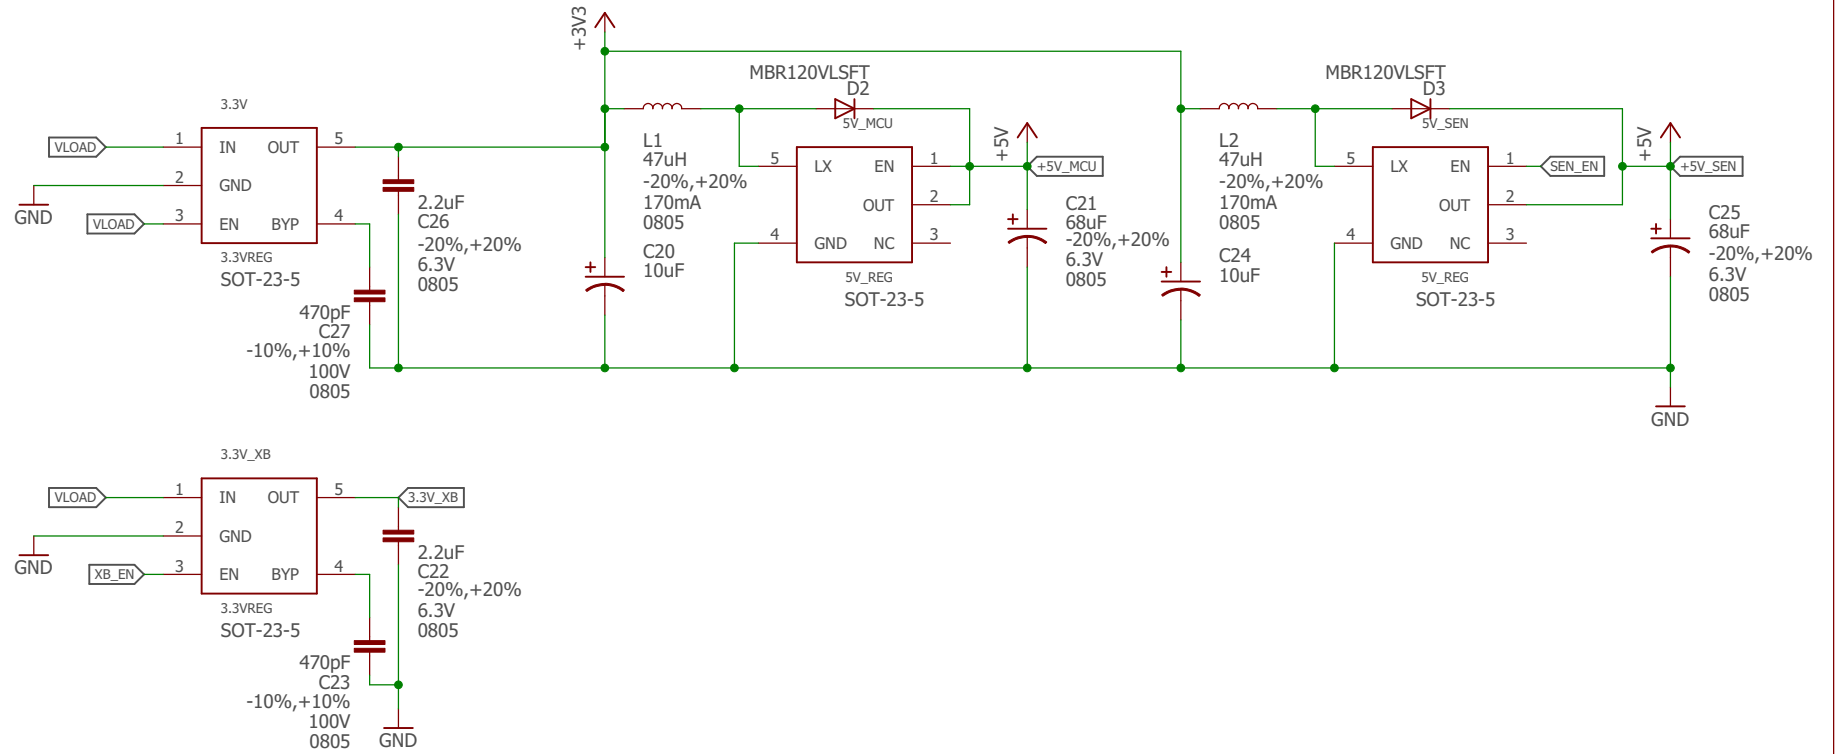 3.3V
VLOAD
1
IN
OUT
5
2
GND
GND
VLOAD
3
EN
BYP
4
3.3VREG
SOT-23-5
2.2uF
C26
-20%,+20%
6.3V
0805
470pF
C27
-10%,+10%
100V
0805
+3V3
MBR120VLSFT
D2
5V_MCU
L1
47uH
-20%,+20%
170mA
0805
C20
10uF
5
LX
EN
1
OUT
2
4
GND
NC
3
5V_REG
SOT-23-5
+5V
+5V_MCU
C21
68uF
-20%,+20%
6.3V
0805
MBR120VLSFT
D3
5V_SEN
L2
47uH
-20%,+20%
170mA
0805
C24
10uF
5
LX
EN
1
SEN_EN
OUT
2
4
GND
NC
3
5V_REG
SOT-23-5
+5V
+5V_SEN
C25
68uF
-20%,+20%
6.3V
0805
GND
3.3V_XB
VLOAD
1
IN
OUT
5
3.3V_XB
2
GND
GND
XB_EN
3
EN
BYP
4
3.3VREG
SOT-23-5
2.2uF
C22
-20%,+20%
6.3V
0805
470pF
C23
-10%,+10%
100V
0805
GND